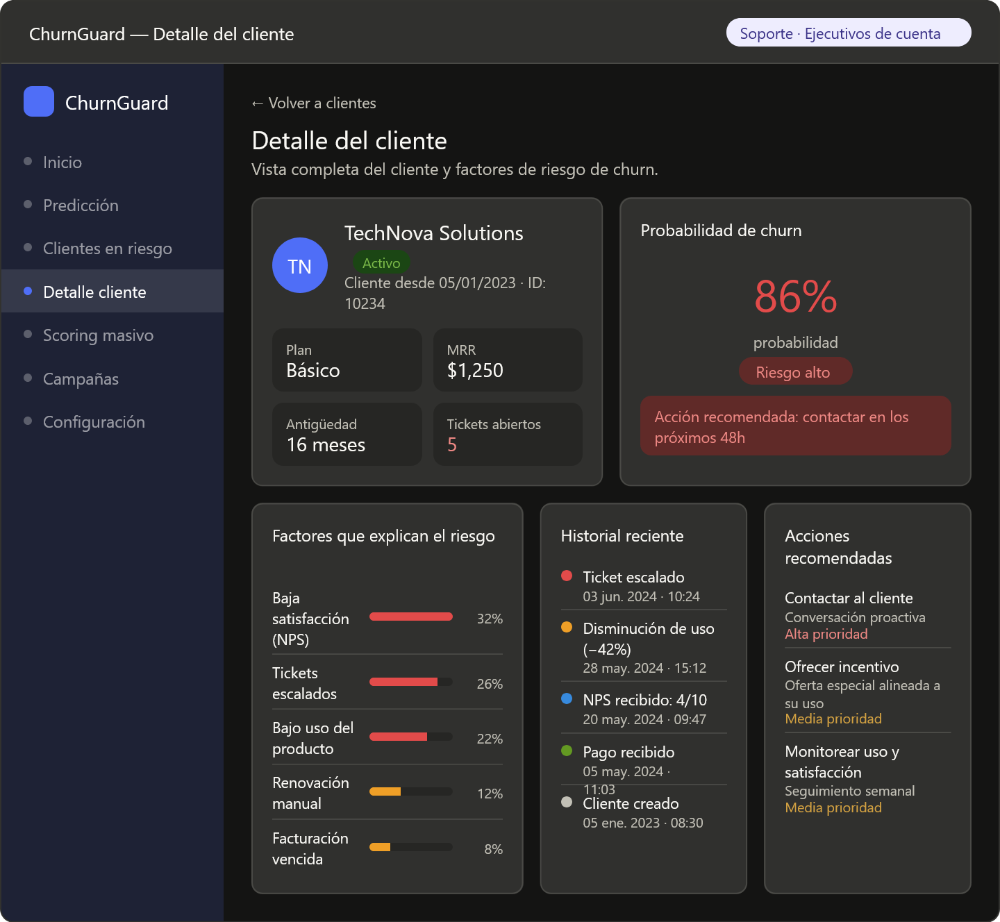 ChurnGuard — Detalle del cliente
Soporte · Ejecutivos de cuenta
ChurnGuard
Inicio
Predicción
Clientes en riesgo
Detalle cliente
Scoring masivo
Campañas
Configuración
← Volver a clientes
Detalle del cliente
Vista completa del cliente y factores de riesgo de churn.
TN
TechNova Solutions
Activo
Cliente desde 05/01/2023 · ID:
10234
Plan
Básico
MRR
$1,250
Antigüedad
16 meses
Tickets abiertos
5
Probabilidad de churn
86%
probabilidad
Riesgo alto
Acción recomendada: contactar en los
próximos 48h
Factores que explican el riesgo
Baja
satisfacción
(NPS)
32%
Tickets
escalados
26%
Bajo uso del
producto
22%
Renovación
manual
12%
Facturación
vencida
8%
Historial reciente
Ticket escalado
03 jun. 2024 · 10:24
Disminución de uso
(−42%)
28 may. 2024 · 15:12
NPS recibido: 4/10
20 may. 2024 · 09:47
Pago recibido
05 may. 2024 ·
11:03
Cliente creado
05 ene. 2023 · 08:30
Acciones
recomendadas
Contactar al cliente
Conversación proactiva
Alta prioridad
Ofrecer incentivo
Oferta especial alineada a
su uso
Media prioridad
Monitorear uso y
satisfacción
Seguimiento semanal
Media prioridad